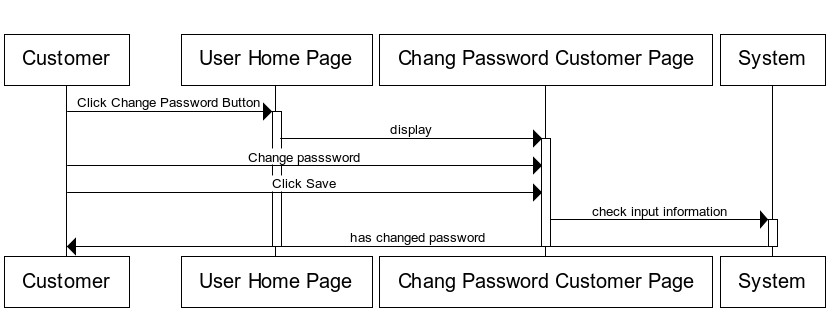 Customer
User Home Page
Chang Password Customer Page
System
Click Change Password Button
display
Change passsword
Click Save
check input information
has changed password
Customer
User Home Page
Chang Password Customer Page
System